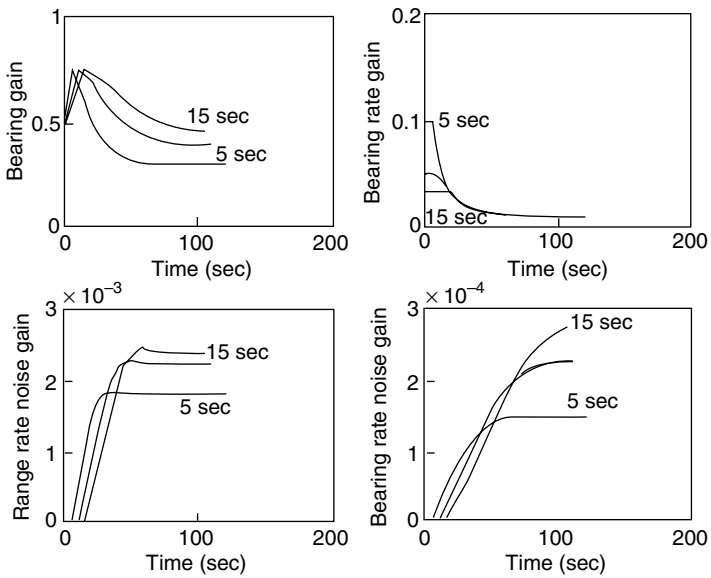 1
Bearing gain
0.5
15 sec
5 sec
0
0 100 200
Time (sec)
0.2
Bearing rate gain
0.1
5 sec
15 sec
0
0 100 200
Time (sec)
× 10⁻³
3
Range rate noise gain
2
15 sec
5 sec
1
0
0 100 200
Time (sec)
× 10⁻⁴
3
Bearing rate noise gain
15 sec
2
5 sec
1
0
0 100 200
Time (sec)